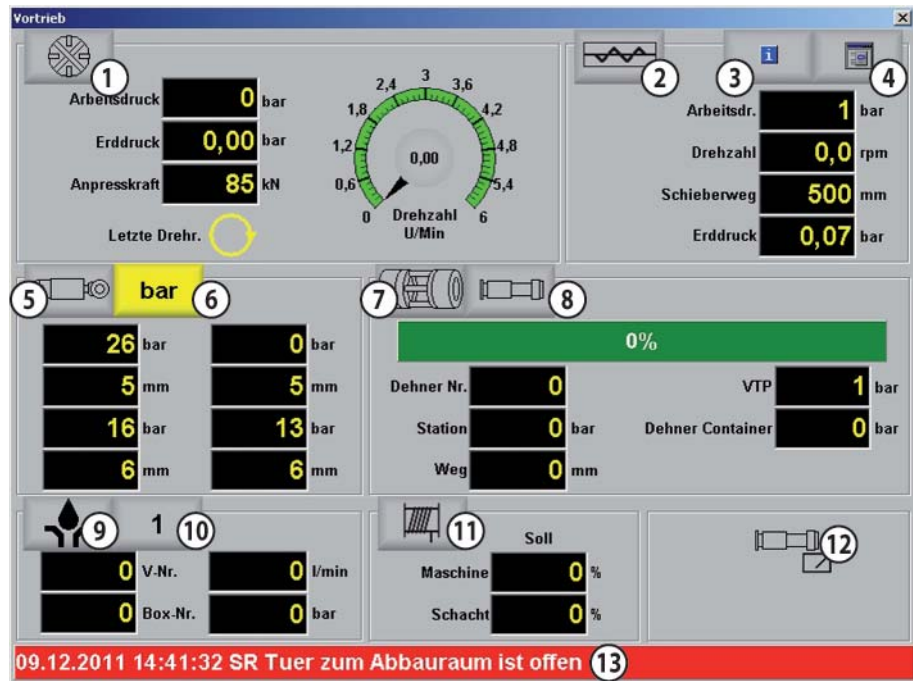 Vortrieb
1
Arbeitsdruck 0 bar
Erddruck 0,00 bar
Anpresskraft 85 kN
Letzte Drehr.
0 0,6 1,2 1,8 2,4 3 3,6 4,2 4,8 5,4 6
0,00
Drehzahl
U/Min
2 3 i 4
Arbeitsdr. 1 bar
Drehzahl 0,0 rpm
Schieberweg 500 mm
Erddruck 0,07 bar
5 bar 6
26 bar 0 bar
5 mm 5 mm
16 bar 13 bar
6 mm 6 mm
7 8
0%
Dehner Nr. 0 VTP 1 bar
Station 0 bar Dehner Container 0 bar
Weg 0 mm
9 1 10
0 V-Nr. 0 l/min
0 Box-Nr. 0 bar
11 Soll
Maschine 0 %
Schacht 0 %
12
09.12.2011 14:41:32 SR Tuer zum Abbauraum ist offen 13